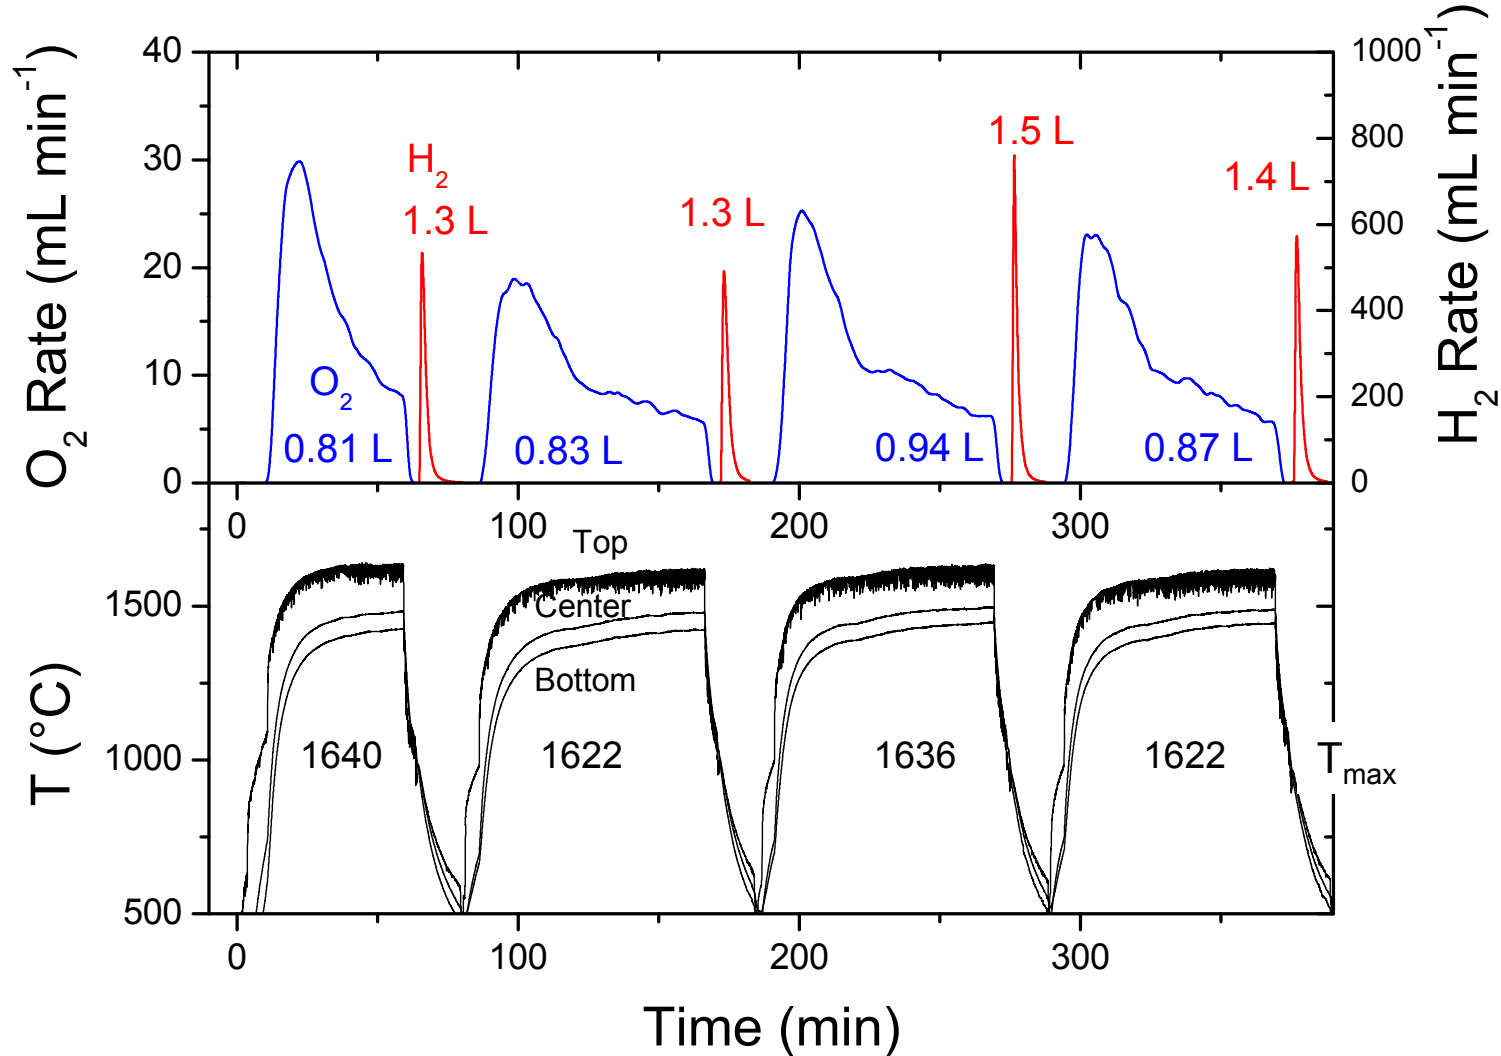 O2 Rate (mL min-1)
H2 Rate (mL min-1)
40
30
20
10
0
1000
800
600
400
200
0
H2
1.3 L
1.3 L
1.5 L
1.4 L
O2
0.81 L
0.83 L
0.94 L
0.87 L
0
100
200
300
T (°C)
1500
1000
500
Top
Center
Bottom
1640
1622
1636
1622
Tmax
0
100
200
300
Time (min)